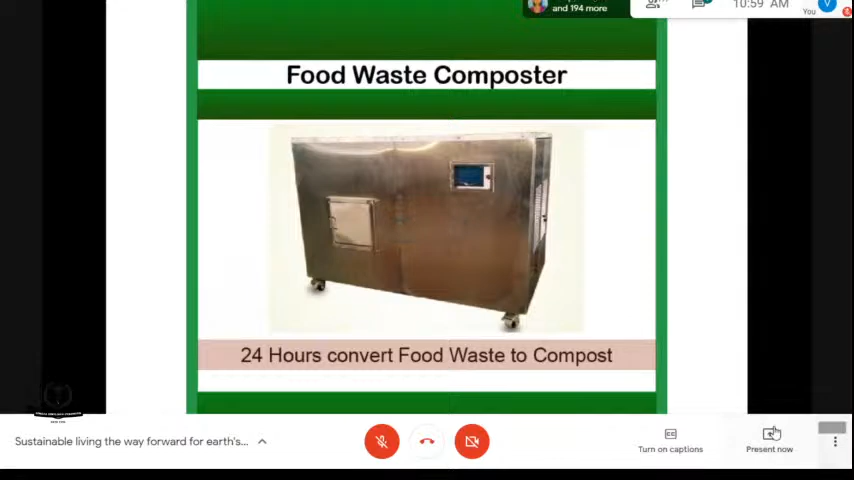 and 194 more
10:59 AM
You
V
Food Waste Composter
24 Hours convert Food Waste to Compost
Sustainable living the way forward for earth's...
Turn on captions
Present now